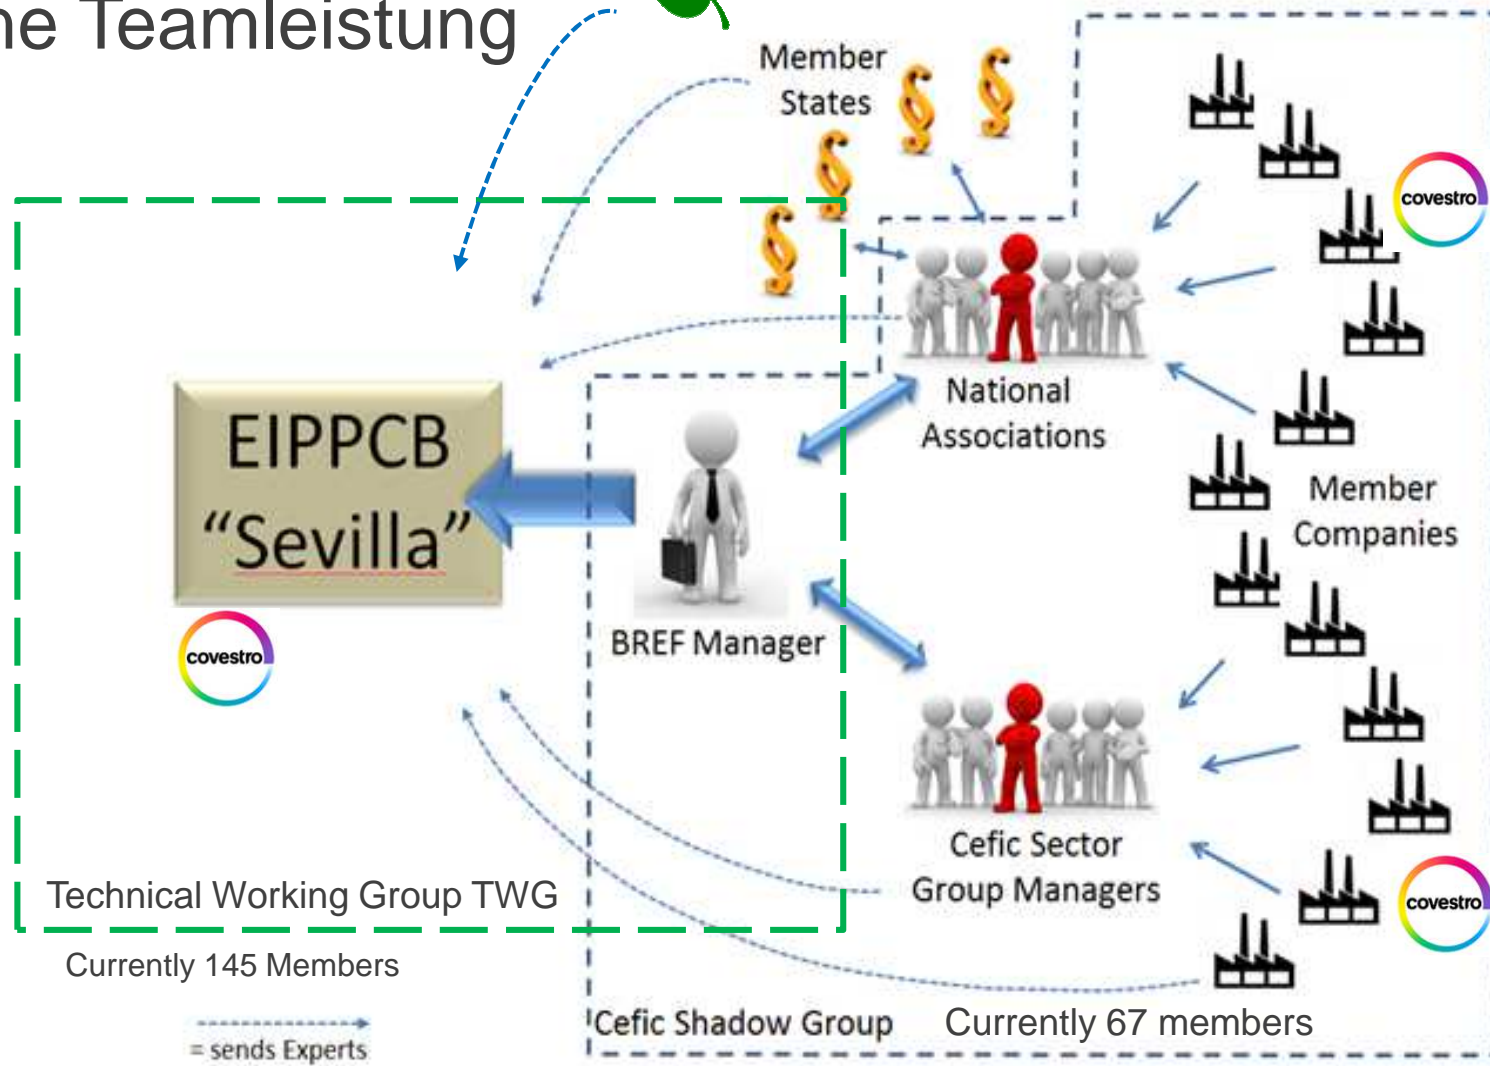 Teamleistung
Member
States
covestro
National
Associations
EIPPCB
“Sevilla”
Member
Companies
covestro
BREF Manager
Cefic Sector
Group Managers
covestro
Technical Working Group TWG
Currently 145 Members
Cefic Shadow Group
Currently 67 members
= sends Experts